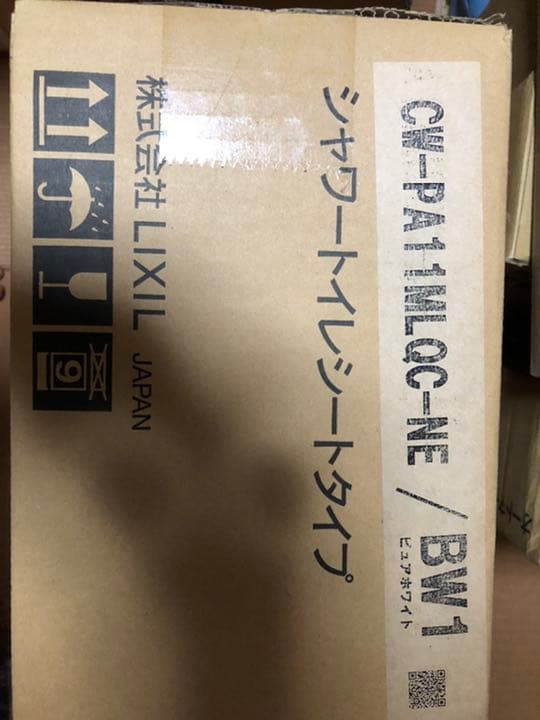 CW-PA11MLQC-NE / BW1
ピュアホワイト
シャワートイレシートタイプ
株式会社 LIXIL JAPAN
9